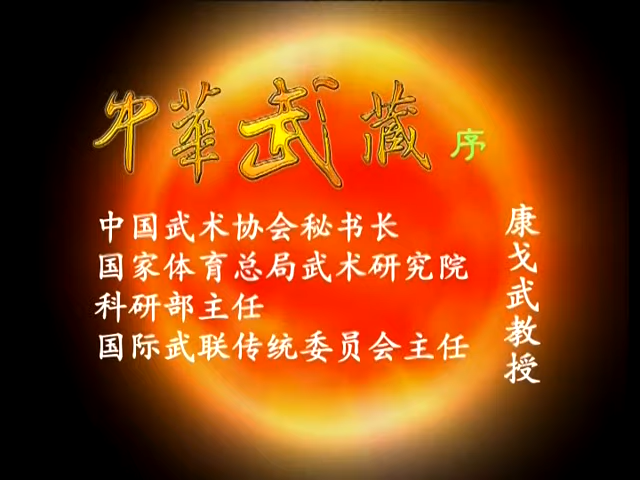 中華武藏 序
中国武术协会秘书长
国家体育总局武术研究院
科研部主任
国际武联传统委员会主任
康戈武教授